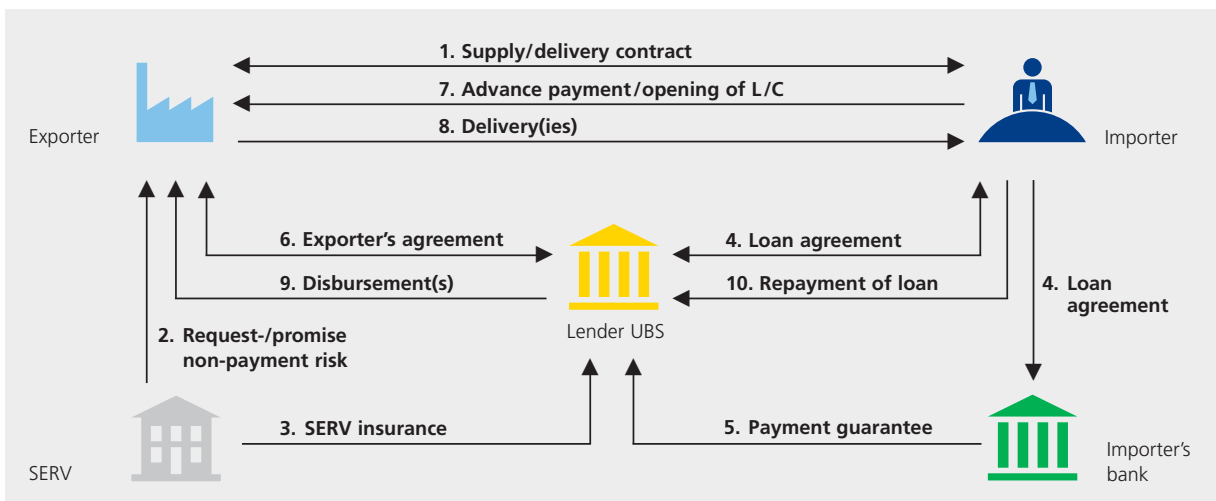 1. Supply/delivery contract
7. Advance payment/opening of L/C
8. Delivery(ies)
Exporter
Importer
6. Exporter’s agreement
4. Loan agreement
9. Disbursement(s)
10. Repayment of loan
4. Loan
agreement
Lender UBS
2. Request-/promise
non-payment risk
3. SERV insurance
5. Payment guarantee
SERV
Importer’s
bank